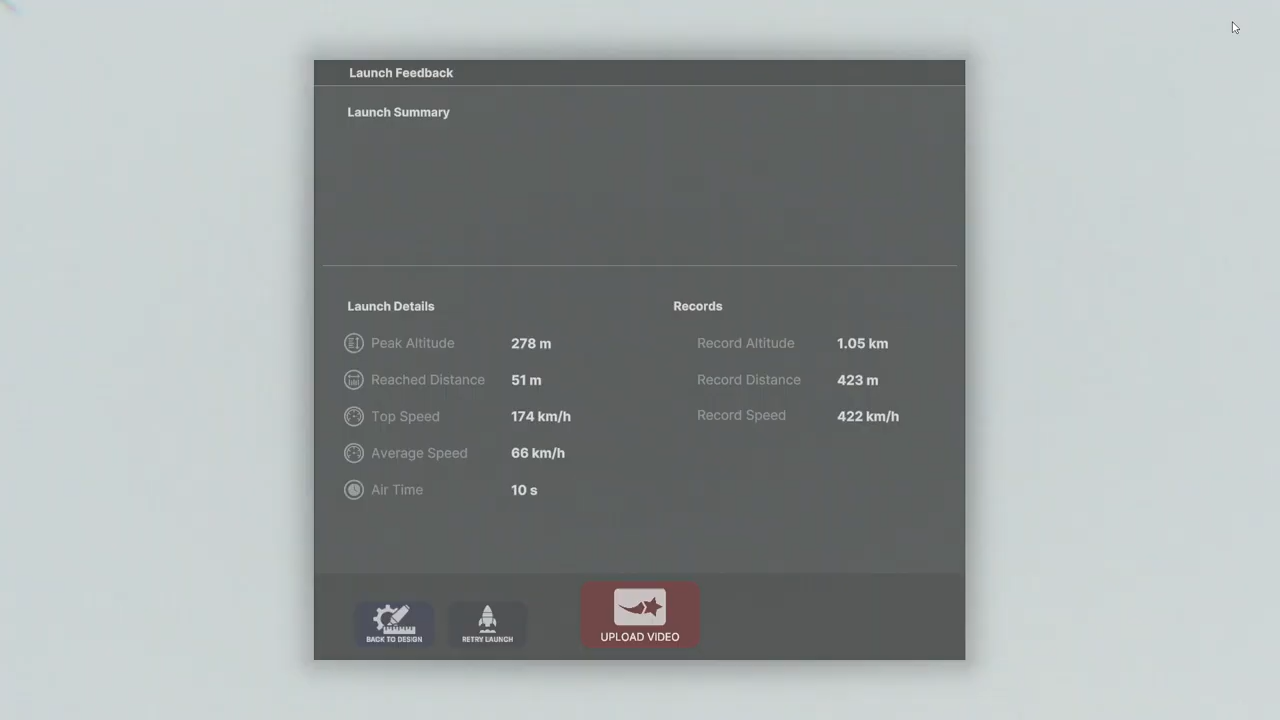 Launch Feedback
Launch Summary
Launch Details
Peak Altitude 278 m
Reached Distance 51 m
Top Speed 174 km/h
Average Speed 66 km/h
Air Time 10 s
Records
Record Altitude 1.05 km
Record Distance 423 m
Record Speed 422 km/h
BACK TO DESIGN
RETRY LAUNCH
UPLOAD VIDEO